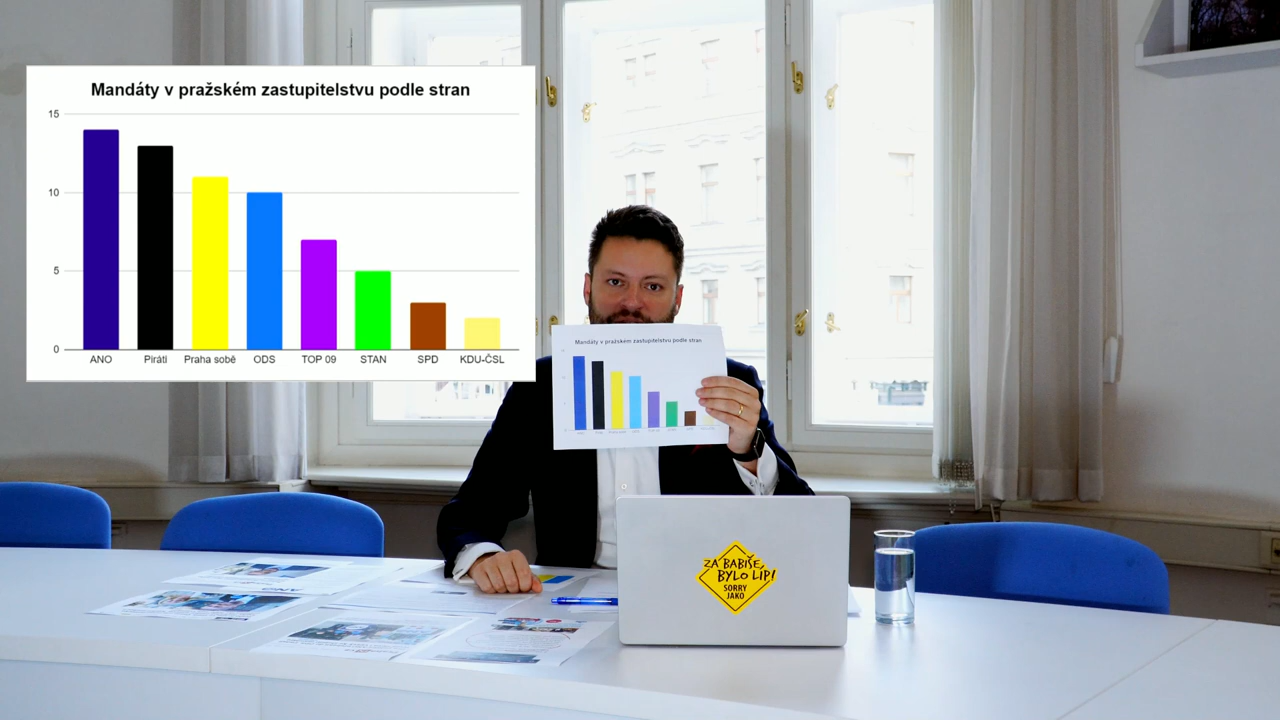 Mandáty v pražském zastupitelstvu podle stran
15
10
5
0
ANO Piráti Praha sobě ODS TOP 09 STAN SPD KDU-ČSL
Mandáty v pražském zastupitelstvu podle stran
ZA BABIŠE,
BYLO LÍP!
SORRY
JAKO